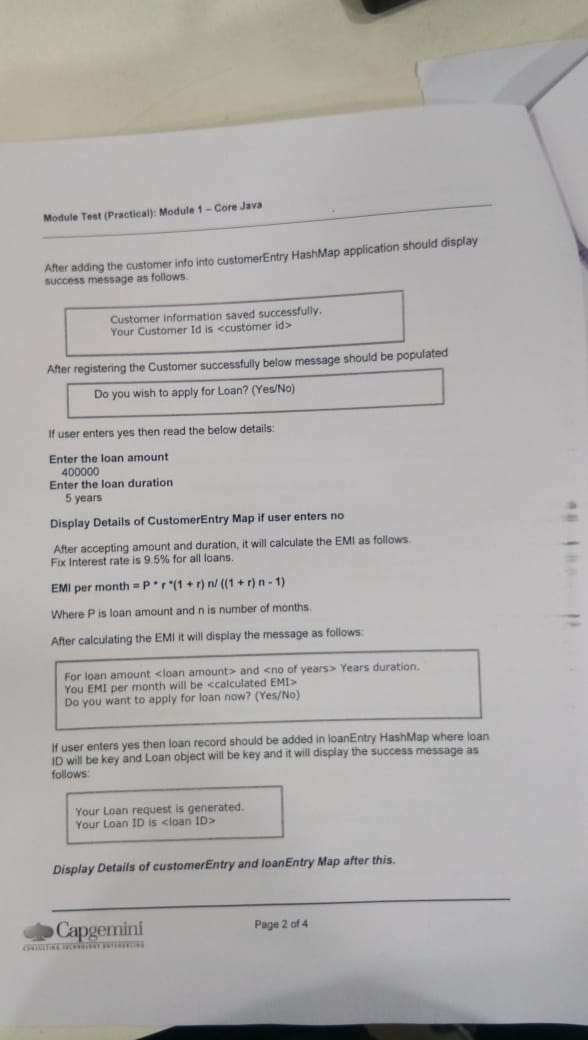 Module Test (Practical): Module 1 – Core Java
After adding the customer info into customerEntry HashMap application should display
success message as follows.
Customer information saved successfully.
Your Customer Id is <customer id>
After registering the Customer successfully below message should be populated
Do you wish to apply for Loan? (Yes/No)
If user enters yes then read the below details:
Enter the loan amount
400000
Enter the loan duration
5 years
Display Details of CustomerEntry Map if user enters no
After accepting amount and duration, it will calculate the EMI as follows.
Fix Interest rate is 9.5% for all loans.
EMI per month = P * r *(1 + r) n/ ((1 + r) n - 1)
Where P is loan amount and n is number of months.
After calculating the EMI it will display the message as follows:
For loan amount <loan amount> and <no of years> Years duration.
You EMI per month will be <calculated EMI>
Do you want to apply for loan now? (Yes/No)
If user enters yes then loan record should be added in loanEntry HashMap where loan
ID will be key and Loan object will be key and it will display the success message as
follows:
Your Loan request is generated.
Your Loan ID is <loan ID>
Display Details of customerEntry and loanEntry Map after this.
Capgemini
CONSULTING.TECHNOLOGY.OUTSOURCING
Page 2 of 4